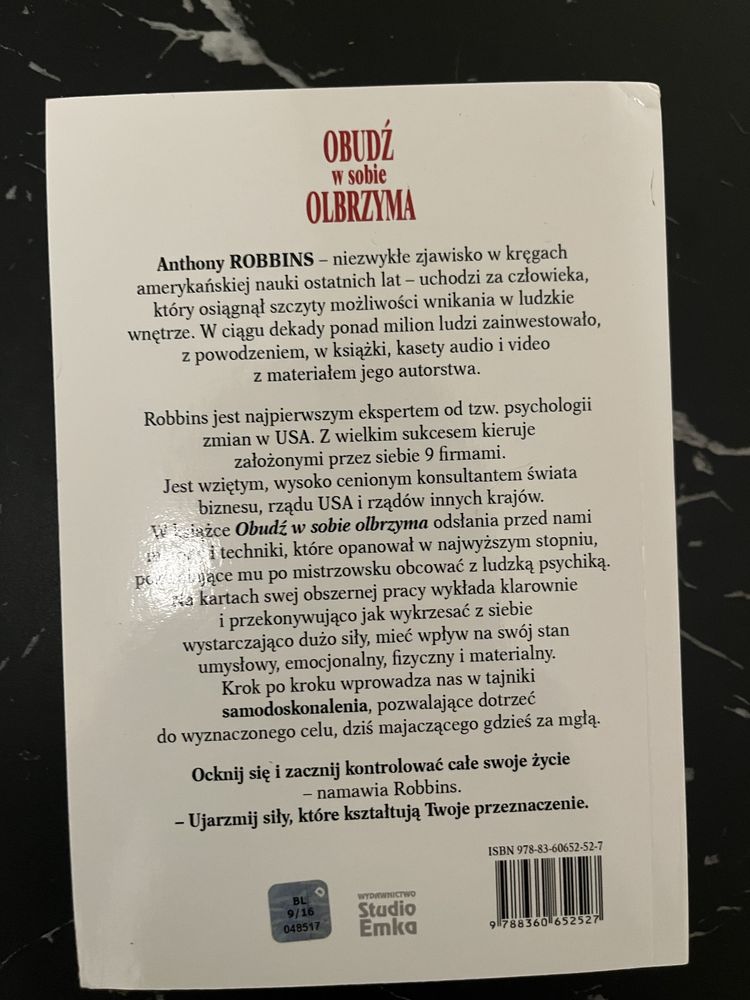 OBUDŹ
w sobie
OLBRZYMA
Anthony ROBBINS – niezwykłe zjawisko w kręgach
amerykańskiej nauki ostatnich lat – uchodzi za człowieka,
który osiągnął szczyty możliwości wnikania w ludzkie
wnętrze. W ciągu dekady ponad milion ludzi zainwestowało,
z powodzeniem, w książki, kasety audio i video
z materiałem jego autorstwa.
Robbins jest najpierwszym ekspertem od tzw. psychologii
zmian w USA. Z wielkim sukcesem kieruje
założonymi przez siebie 9 firmami.
Jest wziętym, wysoko cenionym konsultantem świata
biznesu, rządu USA i rządów innych krajów.
W książce Obudź w sobie olbrzyma odsłania przed nami
i techniki, które opanował w najwyższym stopniu,
mu po mistrzowsku obcować z ludzką psychiką.
Na kartach swej obszernej pracy wykłada klarownie
i przekonywująco jak wykrzesać z siebie
wystarczająco dużo siły, mieć wpływ na swój stan
umysłowy, emocjonalny, fizyczny i materialny.
Krok po kroku wprowadza nas w tajniki
samodoskonalenia, pozwalające dotrzeć
do wyznaczonego celu, dziś majaczącego gdzieś za mgłą.
Ocknij się i zacznij kontrolować całe swoje życie
– namawia Robbins.
– Ujarzmij siły, które kształtują Twoje przeznaczenie.
ISBN 978-83-60652-52-7
BL
9/16
048517
WYDAWNICTWO
Studio
Emka
9 788360 652527